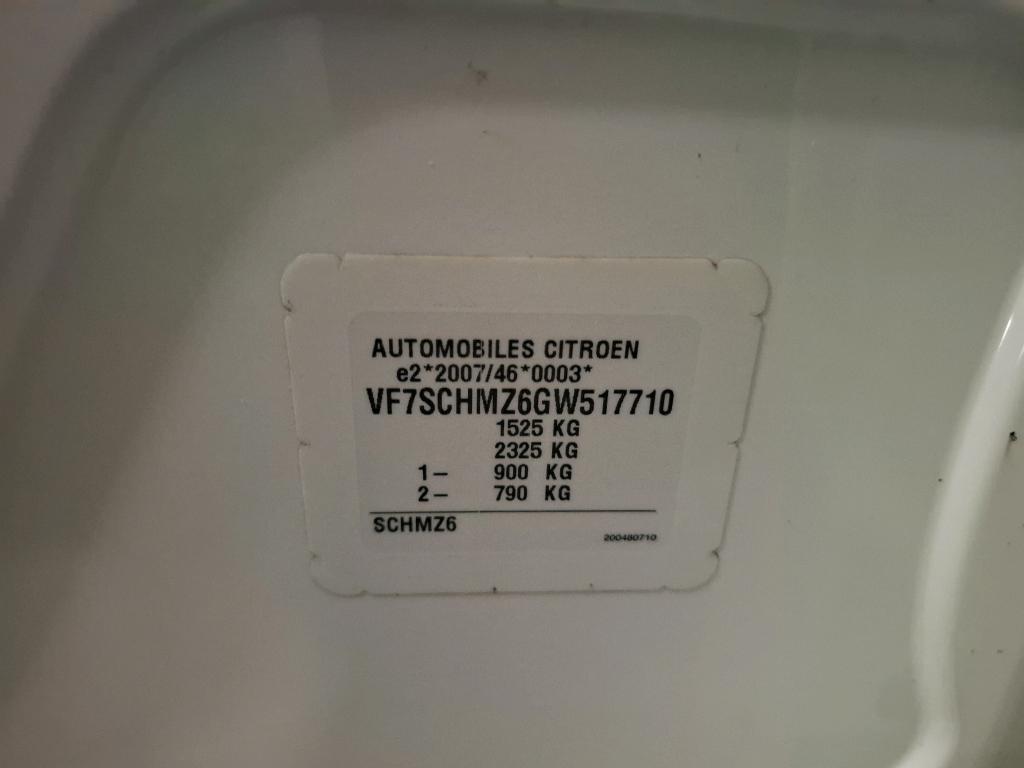 AUTOMOBILES CITROEN
e2*2007/46*0003*
VF7SCHMZ6GW517710
1525 KG
2325 KG
1– 900 KG
2– 790 KG
SCHMZ6
200480710